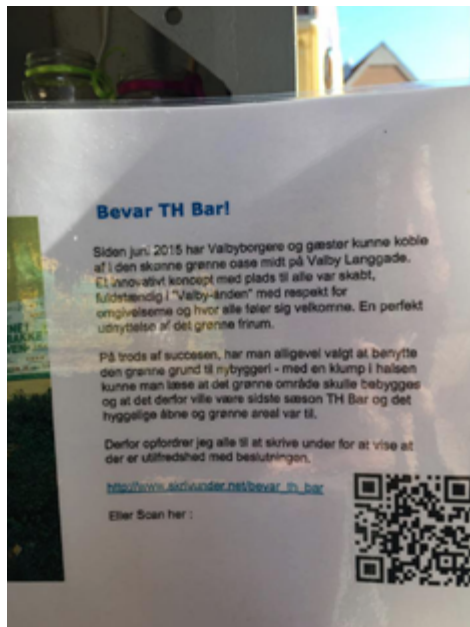 Bevar TH Bar!
Siden juni 2015 har Valbyborgere og gæster kunne koble
af i den skønne grønne oase midt på Valby Langgade.
Et innovativt koncept med plads til alle var skabt,
fuldstændig i "Valby-ånden" med respekt for
omgivelserne og hvor alle føler sig velkomne. En perfekt
udnyttelse af det grønne frirum.
På trods af succesen, har man alligevel valgt at benytte
den grønne grund til nybyggeri - med en klump i halsen
kunne man læse at det grønne område skulle bebygges
og at det derfor ville være sidste sæson TH Bar og det
hyggelige åbne og grønne areal var til.
Derfor opfordrer jeg alle til at skrive under for at vise at
der er utilfredshed med beslutningen.
http://www.skrivunder.net/bevar_th_bar
Eller Scan her :